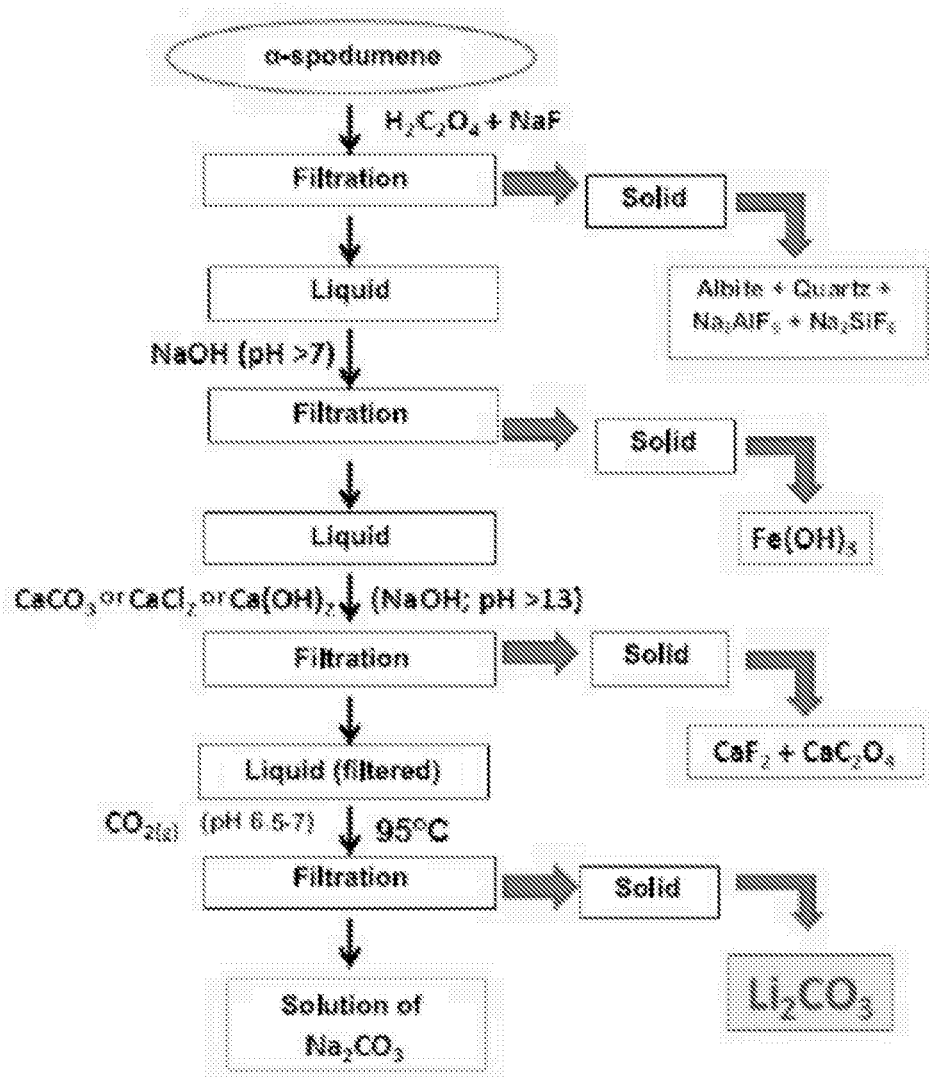 α-spodumene
H₂C₂O₄ + NaF
Filtration
Solid
Liquid
Albite + Quartz +
Na₃AlF₆ + Na₂SiF₆
NaOH (pH >7)
Filtration
Solid
Liquid
Fe(OH)₃
CaCO₃ or CaCl₂ or Ca(OH)₂ (NaOH; pH >13)
Filtration
Solid
Liquid (filtered)
CaF₂ + CaC₂O₄
CO₂(g) (pH 6.5-7) 95°C
Filtration
Solid
Li₂CO₃
Solution of
Na₂CO₃